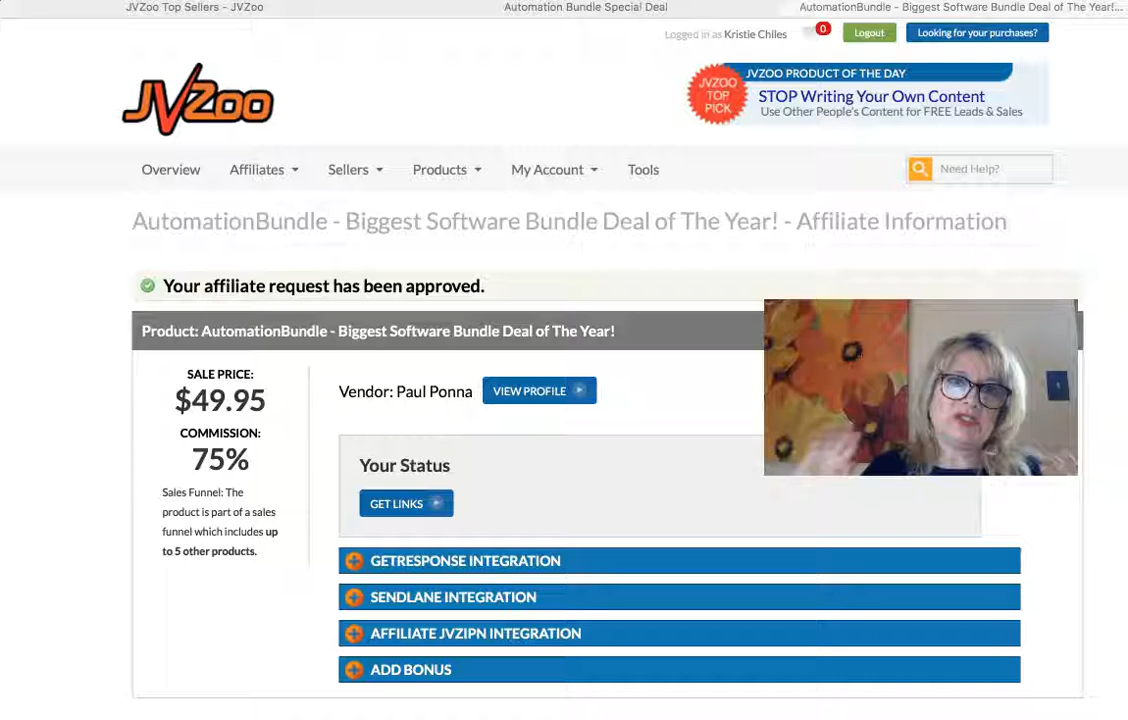 JVZoo Top Sellers - JVZoo
Automation Bundle Special Deal
AutomationBundle - Biggest Software Bundle Deal of The Year!...
Logged in as Kristie Chiles
0
Logout
Looking for your purchases?
JVZoo
JVZOO TOP PICK
JVZOO PRODUCT OF THE DAY
STOP Writing Your Own Content
Use Other People's Content for FREE Leads & Sales
Overview
Affiliates
Sellers
Products
My Account
Tools
Need Help?
AutomationBundle - Biggest Software Bundle Deal of The Year! - Affiliate Information
Your affiliate request has been approved.
Product: AutomationBundle - Biggest Software Bundle Deal of The Year!
SALE PRICE:
$49.95
COMMISSION:
75%
Sales Funnel: The
product is part of a sales
funnel which includes up
to 5 other products.
Vendor: Paul Ponna
VIEW PROFILE
Your Status
GET LINKS
GETRESPONSE INTEGRATION
SENDLANE INTEGRATION
AFFILIATE JVZIPN INTEGRATION
ADD BONUS